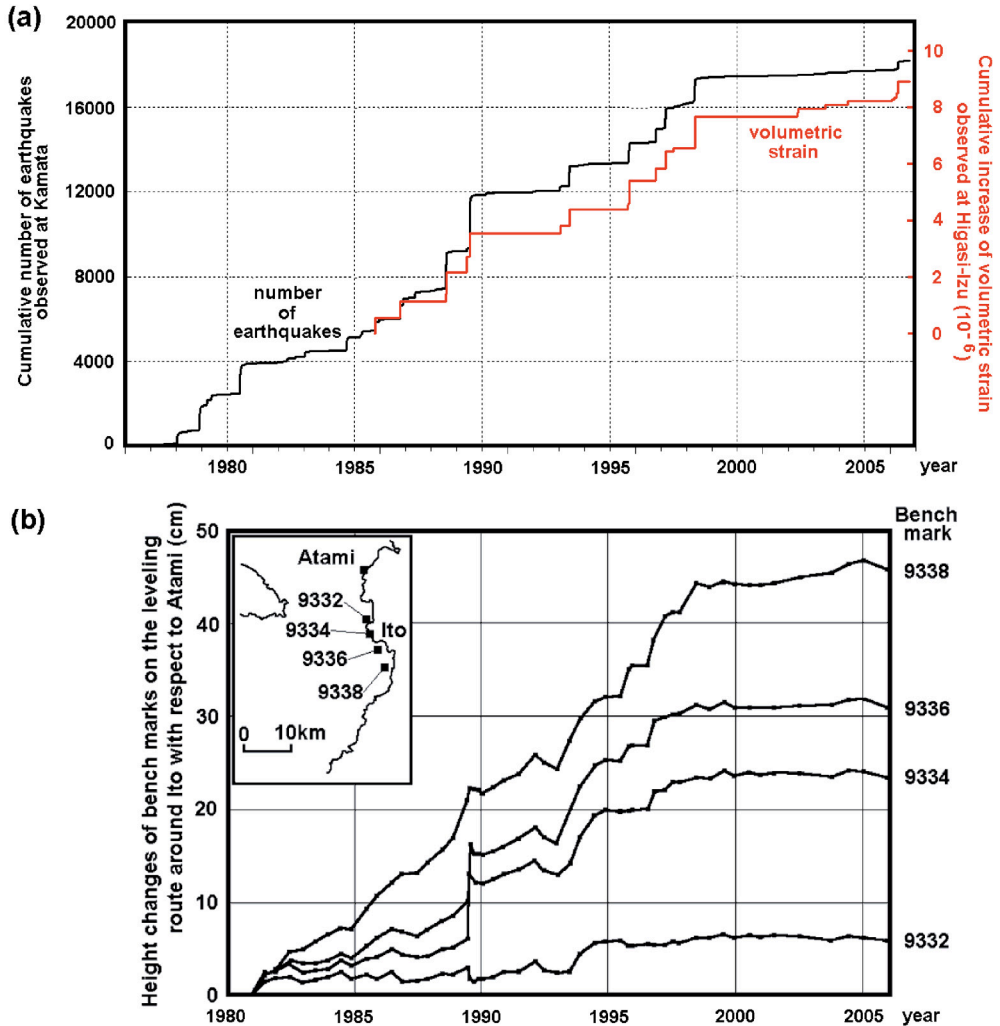 (a)
20000
16000
12000
8000
4000
0
Cumulative number of earthquakes
observed at Kamata
number
of
earthquakes
volumetric
strain
10
8
6
4
2
0
Cumulative increase of volumetric strain
observed at Higasi-Izu (10⁻⁶)
1980
1985
1990
1995
2000
2005
year
(b)
50
40
30
20
10
0
Height changes of bench marks on the leveling
route around Ito with respect to Atami (cm)
Atami
9332
9334
Ito
9336
9338
0
10km
Bench
mark
9338
9336
9334
9332
1980
1985
1990
1995
2000
2005
year